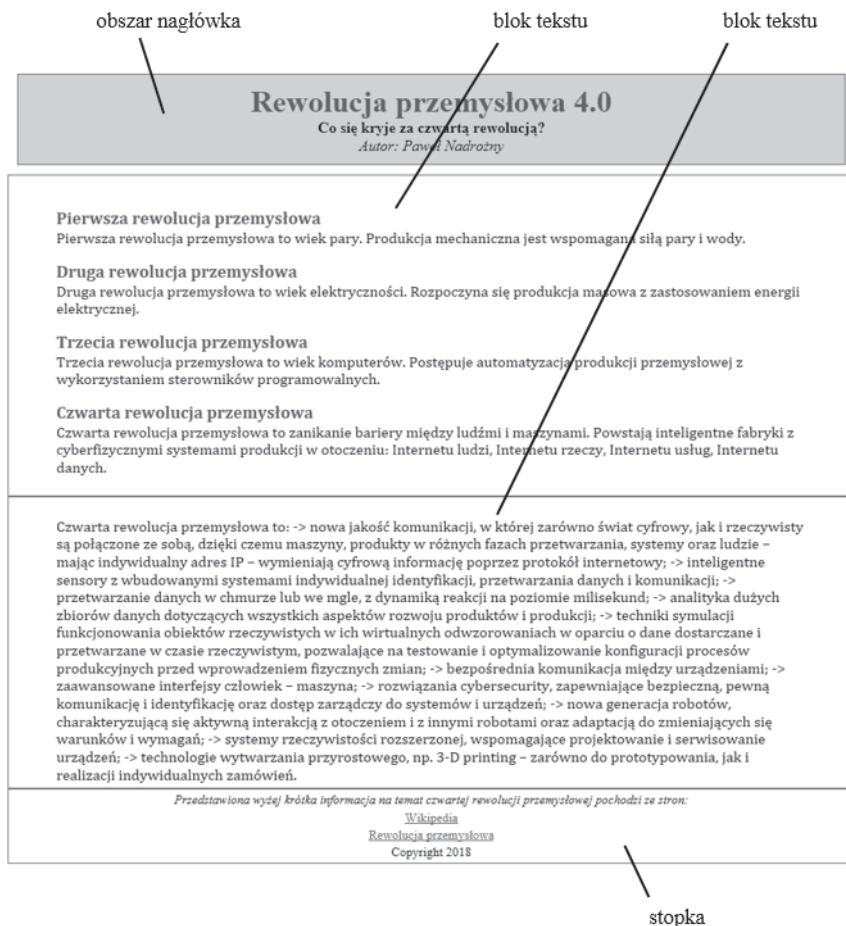 obszar nagłówka
blok tekstu
blok tekstu
Rewolucja przemysłowa 4.0
Co się kryje za czwartą rewolucją?
Autor: Paweł Nadrożny
Pierwsza rewolucja przemysłowa
Pierwsza rewolucja przemysłowa to wiek pary. Produkcja mechaniczna jest wspomagana siłą pary i wody.
Druga rewolucja przemysłowa
Druga rewolucja przemysłowa to wiek elektryczności. Rozpoczyna się produkcja masowa z zastosowaniem energii
elektrycznej.
Trzecia rewolucja przemysłowa
Trzecia rewolucja przemysłowa to wiek komputerów. Postępuje automatyzacja produkcji przemysłowej z
wykorzystaniem sterowników programowalnych.
Czwarta rewolucja przemysłowa
Czwarta rewolucja przemysłowa to zanikanie bariery między ludźmi i maszynami. Powstają inteligentne fabryki z
cyberfizycznymi systemami produkcji w otoczeniu: Internetu ludzi, Internetu rzeczy, Internetu usług, Internetu
danych.
Czwarta rewolucja przemysłowa to: -> nowa jakość komunikacji, w której zarówno świat cyfrowy, jak i rzeczywisty
są połączone ze sobą, dzięki czemu maszyny, produkty w różnych fazach przetwarzania, systemy oraz ludzie –
mając indywidualny adres IP – wymieniają cyfrową informację poprzez protokół internetowy; -> inteligentne
sensory z wbudowanymi systemami indywidualnej identyfikacji, przetwarzania danych i komunikacji; ->
przetwarzanie danych w chmurze lub we mgle, z dynamiką reakcji na poziomie milisekund; -> analityka dużych
zbiorów danych dotyczących wszystkich aspektów rozwoju produktów i produkcji; -> techniki symulacji
funkcjonowania obiektów rzeczywistych w ich wirtualnych odwzorowaniach w oparciu o dane dostarczane i
przetwarzane w czasie rzeczywistym, pozwalające na testowanie i optymalizowanie konfiguracji procesów
produkcyjnych przed wprowadzeniem fizycznych zmian; -> bezpośrednia komunikacja między urządzeniami; ->
zaawansowane interfejsy człowiek – maszyna; -> rozwiązania cybersecurity, zapewniające bezpieczną, pewną
komunikację i identyfikację oraz dostęp zarządczy do systemów i urządzeń; -> nowa generacja robotów,
charakteryzującą się aktywną interakcją z otoczeniem i z innymi robotami oraz adaptacją do zmieniających się
warunków i wymagań; -> systemy rzeczywistości rozszerzonej, wspomagające projektowanie i serwisowanie
urządzeń; -> technologie wytwarzania przyrostowego, np. 3-D printing – zarówno do prototypowania, jak i
realizacji indywidualnych zamówień.
Przedstawiona wyżej krótka informacja na temat czwartej rewolucji przemysłowej pochodzi ze stron:
Wikipedia
Rewolucja przemysłowa
Copyright 2018
stopka